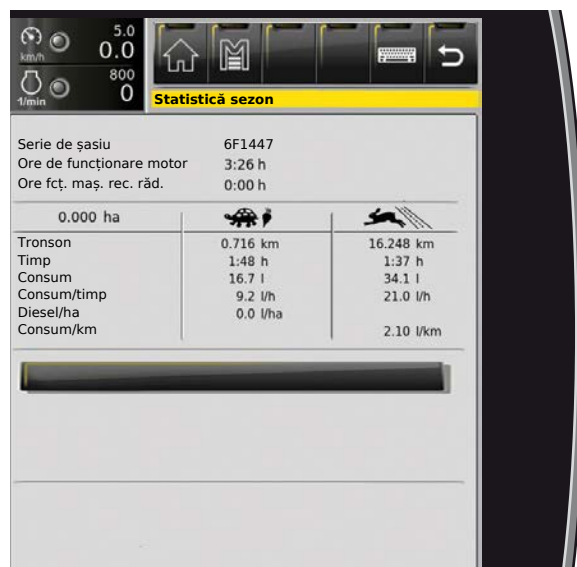 5.0
km/h 0.0
800
1/min 0
Statistică sezon
Serie de șasiu 6F1447
Ore de funcționare motor 3:26 h
Ore fcț. maș. rec. răd. 0:00 h
0.000 ha
Tronson 0.716 km 16.248 km
Timp 1:48 h 1:37 h
Consum 16.7 l 34.1 l
Consum/timp 9.2 l/h 21.0 l/h
Diesel/ha 0.0 l/ha
Consum/km 2.10 l/km